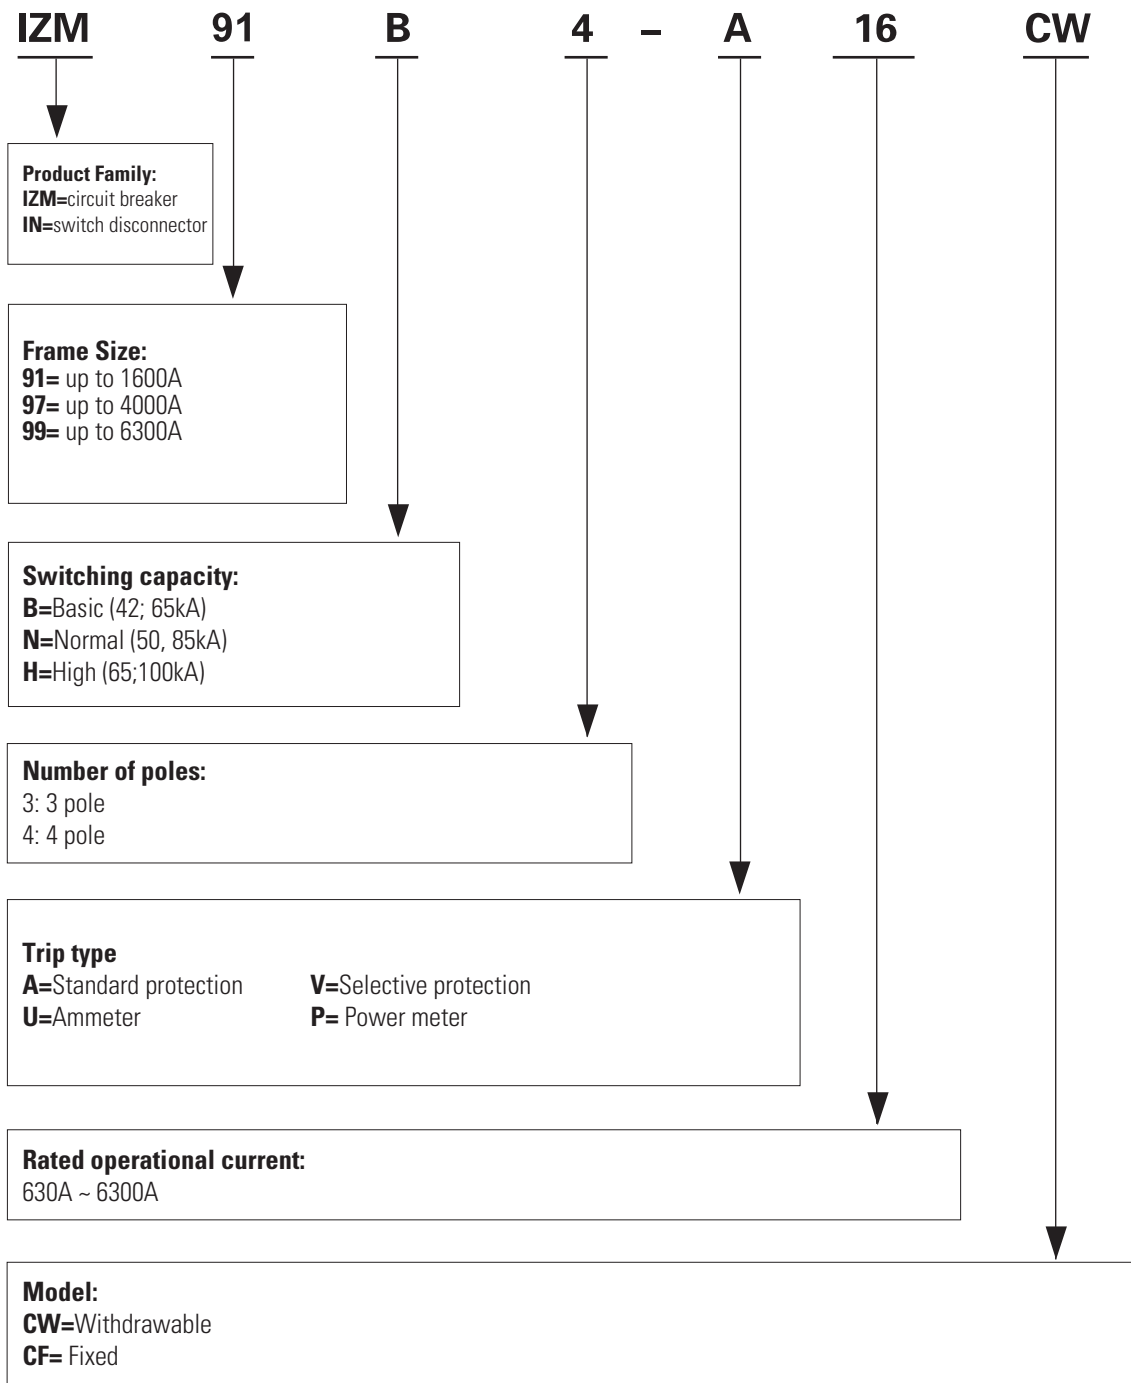 IZM 91 B 4 – A 16 CW
Product Family:
IZM=circuit breaker
IN=switch disconnector
Frame Size:
91= up to 1600A
97= up to 4000A
99= up to 6300A
Switching capacity:
B=Basic (42; 65kA)
N=Normal (50, 85kA)
H=High (65;100kA)
Number of poles:
3: 3 pole
4: 4 pole
Trip type
A=Standard protection V=Selective protection
U=Ammeter P= Power meter
Rated operational current:
630A ~ 6300A
Model:
CW=Withdrawable
CF= Fixed